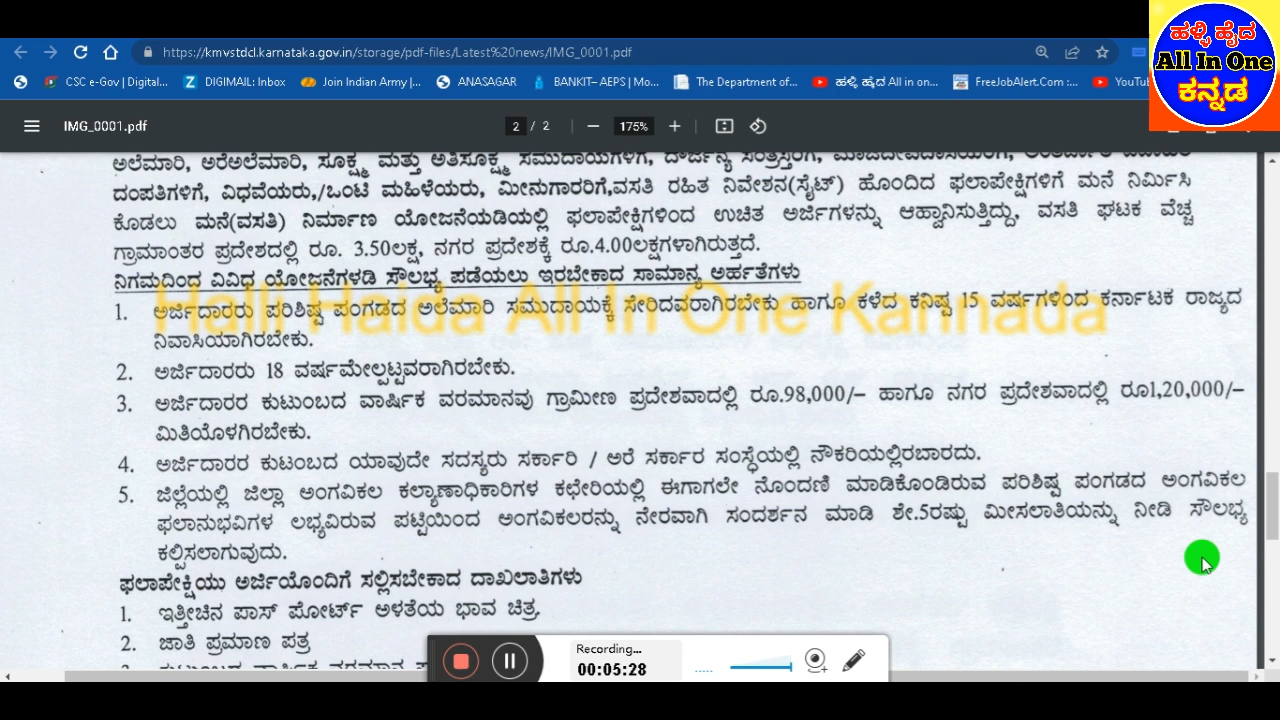 ಹಳ್ಳಿ ಹೈದ
All In One
ಕನ್ನಡ
https://kmvstdcl.karnataka.gov.in/storage/pdf-files/Latest%20news/IMG_0001.pdf
CSC e-Gov | Digital... DIGIMAIL: Inbox Join Indian Army |... ANASAGAR BANKIT– AEPS | Mo... The Department of... ಹಳ್ಳಿ ಹೈದ All in on... FreeJobAlert.Com :... YouTu
IMG_0001.pdf 2 / 2 175%
ಅಲೆಮಾರಿ, ಅರೆಅಲೆಮಾರಿ, ಸೂಕ್ಷ್ಮ ಮತ್ತು ಅತಿಸೂಕ್ಷ್ಮ ಸಮುದಾಯಗಳಿಗೆ, ದೌರ್ಜನ್ಯ
ದಂಪತಿಗಳಿಗೆ, ವಿಧವೆಯರು,/ಒಂಟಿ ಮಹಿಳೆಯರು, ಮೀನುಗಾರರಿಗೆ,ವಸತಿ ರಹಿತ ನಿವೇಶನ(ಸೈಟ್) ಹೊಂದಿದ ಫಲಾಪೇಕ್ಷಿಗಳಿಗೆ ಮನೆ ನಿರ್ಮಿಸಿ
ಕೊಡಲು ಮನೆ(ವಸತಿ) ನಿರ್ಮಾಣ ಯೋಜನೆಯಡಿಯಲ್ಲಿ ಫಲಾಪೇಕ್ಷಿಗಳಿಂದ ಉಚಿತ ಅರ್ಜಿಗಳನ್ನು ಆಹ್ವಾನಿಸುತ್ತಿದ್ದು, ವಸತಿ ಘಟಕ ವೆಚ್ಚ
ಗ್ರಾಮಾಂತರ ಪ್ರದೇಶದಲ್ಲಿ ರೂ. 3.50ಲಕ್ಷ, ನಗರ ಪ್ರದೇಶಕ್ಕೆ ರೂ.4.00ಲಕ್ಷಗಳಾಗಿರುತ್ತದೆ.
ನಿಗಮದಿಂದ ವಿವಿಧ ಯೋಜನೆಗಳಡಿ ಸೌಲಭ್ಯ ಪಡೆಯಲು ಇರಬೇಕಾದ ಸಾಮಾನ್ಯ ಅರ್ಹತೆಗಳು
Halli Haida All In One Kannada
1. ಅರ್ಜಿದಾರರು ಪರಿಶಿಷ್ಟ ಪಂಗಡದ ಅಲೆಮಾರಿ ಸಮುದಾಯಕ್ಕೆ ಸೇರಿದವರಾಗಿರಬೇಕು ಹಾಗೂ ಕಳೆದ ಕನಿಷ್ಟ 15 ವರ್ಷಗಳಿಂದ ಕರ್ನಾಟಕ ರಾಜ್ಯದ
ನಿವಾಸಿಯಾಗಿರಬೇಕು.
2. ಅರ್ಜಿದಾರರು 18 ವರ್ಷಮೇಲ್ಪಟ್ಟವರಾಗಿರಬೇಕು.
3. ಅರ್ಜಿದಾರರ ಕುಟುಂಬದ ವಾರ್ಷಿಕ ವರಮಾನವು ಗ್ರಾಮೀಣ ಪ್ರದೇಶವಾದಲ್ಲಿ ರೂ.98,000/– ಹಾಗೂ ನಗರ ಪ್ರದೇಶವಾದಲ್ಲಿ ರೂ1,20,000/–
ಮಿತಿಯೊಳಗಿರಬೇಕು.
4. ಅರ್ಜಿದಾರರ ಕುಟಂಬದ ಯಾವುದೇ ಸದಸ್ಯರು ಸರ್ಕಾರಿ / ಅರೆ ಸರ್ಕಾರ ಸಂಸ್ಥೆಯಲ್ಲಿ ನೌಕರಿಯಲ್ಲಿರಬಾರದು.
5. ಜಿಲ್ಲೆಯಲ್ಲಿ ಜಿಲ್ಲಾ ಅಂಗವಿಕಲ ಕಲ್ಯಾಣಾಧಿಕಾರಿಗಳ ಕಛೇರಿಯಲ್ಲಿ ಈಗಾಗಲೇ ನೊಂದಣಿ ಮಾಡಿಕೊಂಡಿರುವ ಪರಿಶಿಷ್ಟ ಪಂಗಡದ ಅಂಗವಿಕಲ
ಫಲಾನುಭವಿಗಳ ಲಭ್ಯವಿರುವ ಪಟ್ಟಿಯಿಂದ ಅಂಗವಿಕಲರನ್ನು ನೇರವಾಗಿ ಸಂದರ್ಶನ ಮಾಡಿ ಶೇ.5ರಷ್ಟು ಮೀಸಲಾತಿಯನ್ನು ನೀಡಿ ಸೌಲಭ್ಯ
ಕಲ್ಪಿಸಲಾಗುವುದು.
ಫಲಾಪೇಕ್ಷಿಯು ಅರ್ಜಿಯೊಂದಿಗೆ ಸಲ್ಲಿಸಬೇಕಾದ ದಾಖಲಾತಿಗಳು
1. ಇತ್ತೀಚಿನ ಪಾಸ್ ಪೋರ್ಟ್ ಅಳತೆಯ ಭಾವ ಚಿತ್ರ.
2. ಜಾತಿ ಪ್ರಮಾಣ ಪತ್ರ
Recording...
00:05:28